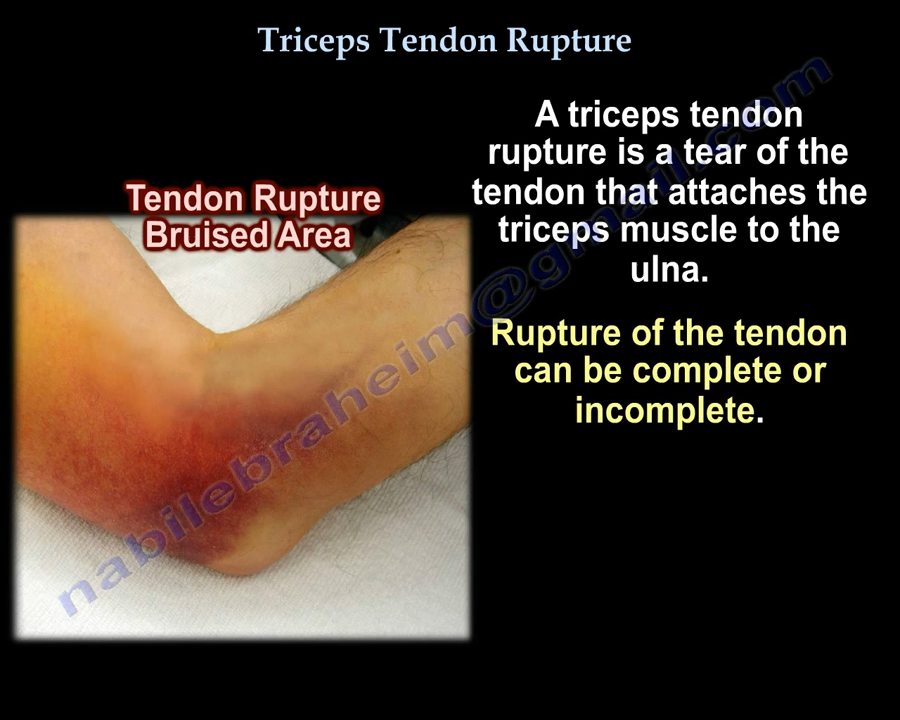 Triceps Tendon Rupture
Tendon Rupture
Bruised Area
A triceps tendon
rupture is a tear of the
tendon that attaches the
triceps muscle to the
ulna.
Rupture of the tendon
can be complete or
incomplete.
nabilebraheim@gmail.com